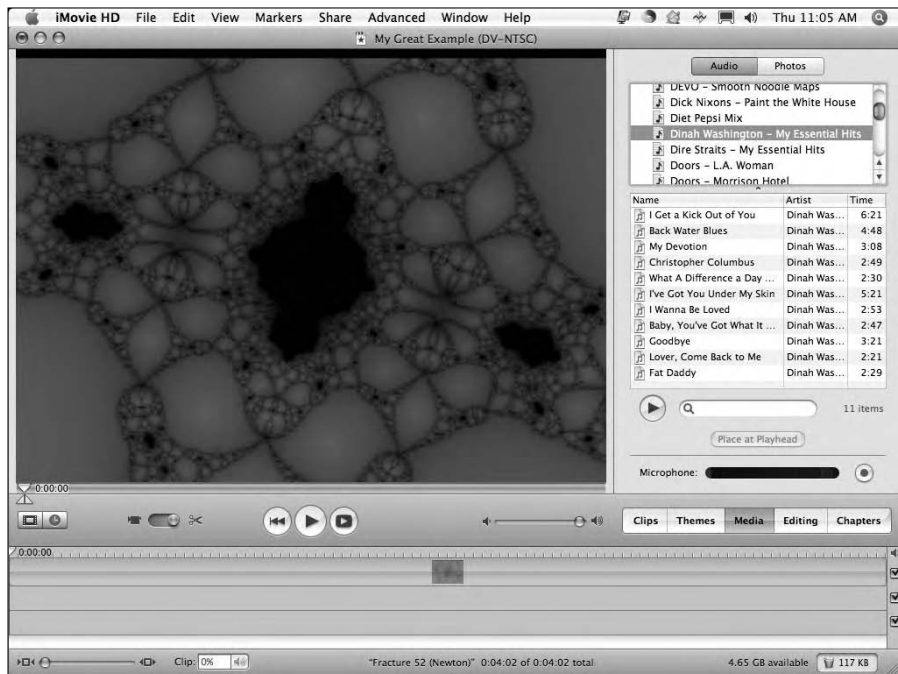 iMovie HD File Edit View Markers Share Advanced Window Help Thu 11:05 AM
My Great Example (DV-NTSC)
Audio Photos
DEVO – Smooth Noodle Maps
Dick Nixons – Paint the White House
Diet Pepsi Mix
Dinah Washington – My Essential Hits
Dire Straits – My Essential Hits
Doors – L.A. Woman
Doors – Morrison Hotel
Name Artist Time
I Get a Kick Out of You Dinah Was... 6:21
Back Water Blues Dinah Was... 4:48
My Devotion Dinah Was... 3:08
Christopher Columbus Dinah Was... 2:49
What A Difference a Day ... Dinah Was... 2:30
I've Got You Under My Skin Dinah Was... 5:21
I Wanna Be Loved Dinah Was... 2:53
Baby, You've Got What It ... Dinah Was... 2:47
Goodbye Dinah Was... 3:21
Lover, Come Back to Me Dinah Was... 2:21
Fat Daddy Dinah Was... 2:29
11 items
Place at Playhead
Microphone:
0:00:00
Clips Themes Media Editing Chapters
0:00:00
Clip: 0% "Fracture 52 (Newton)" 0:04:02 of 0:04:02 total 4.65 GB available 117 KB